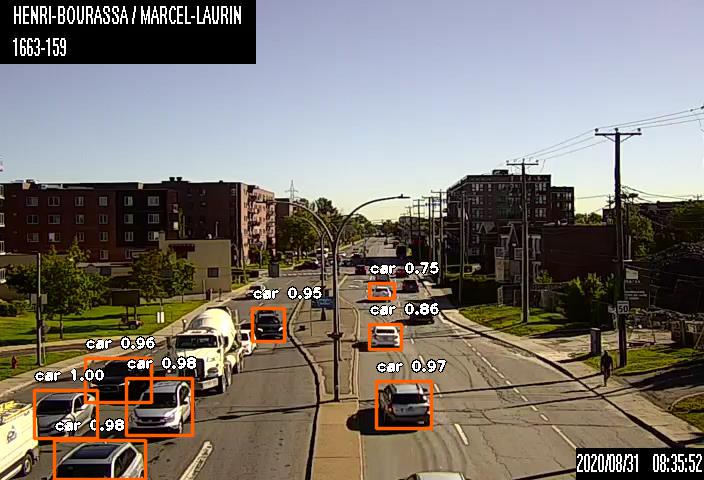 HENRI-BOURASSA / MARCEL-LAURIN
1663-159
car 0.75
car 0.95
car 0.86
car 0.96
car 0.98
car 0.97
car 1.00
car 0.98
50
2020/08/31 08:35:52